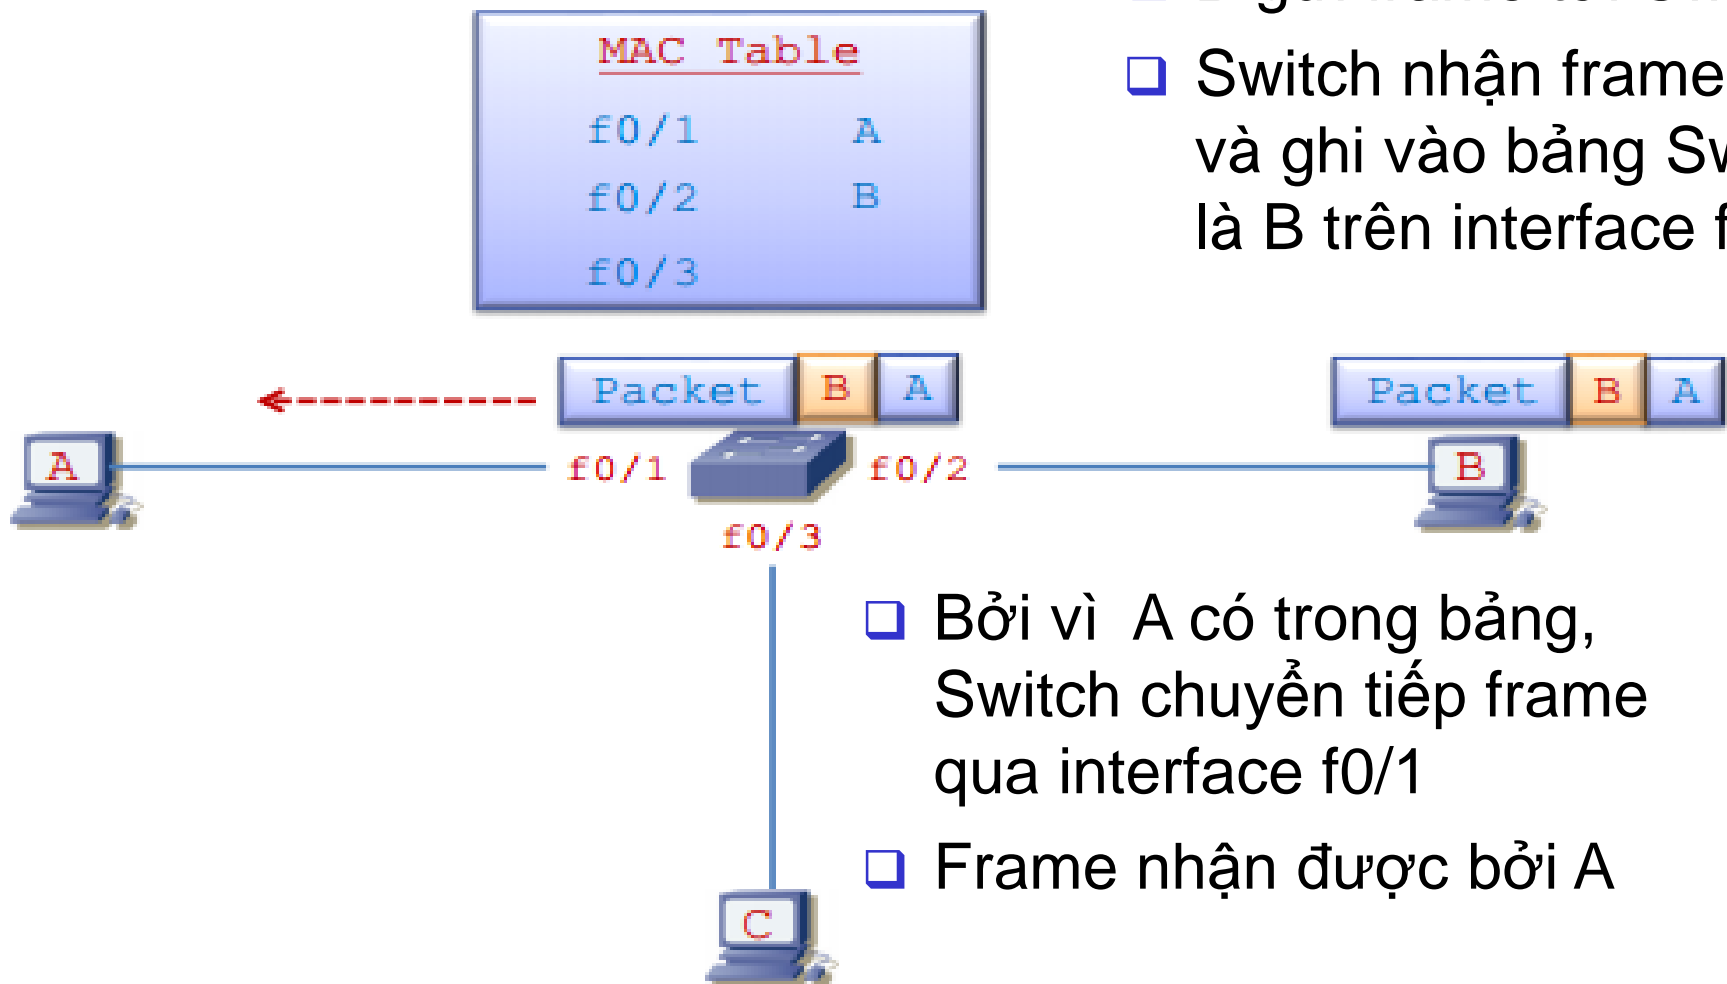 MAC Table
f0/1 A
f0/2 B
f0/3
Switch nhận frame
và ghi vào bảng
là B trên interface
Packet B A
Packet B A
A
f0/1
f0/2
B
f0/3
Bởi vì A có trong bảng,
Switch chuyển tiếp frame
qua interface f0/1
Frame nhận được bởi A
C